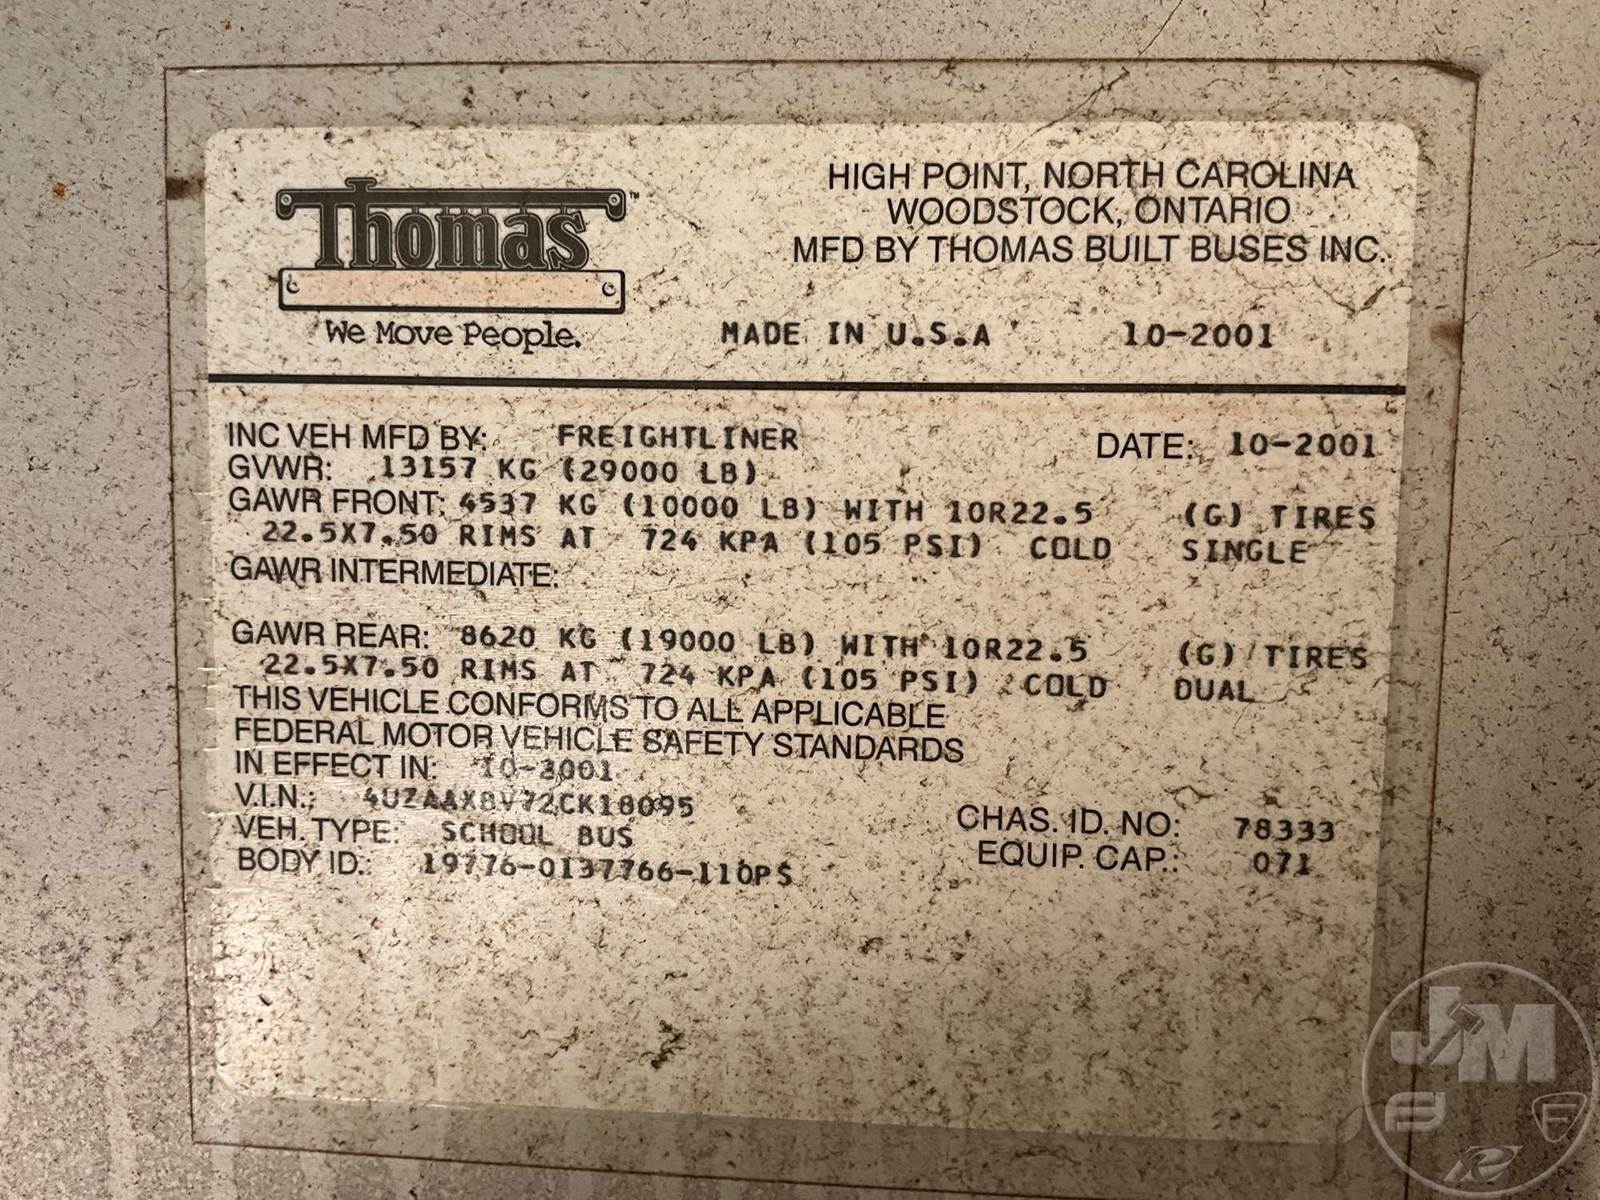 Thomas™
We Move People.
HIGH POINT, NORTH CAROLINA
WOODSTOCK, ONTARIO
MFD BY THOMAS BUILT BUSES INC.
MADE IN U.S.A 10-2001
INC VEH MFD BY: FREIGHTLINER DATE: 10-2001
GVWR: 13157 KG (29000 LB)
GAWR FRONT: 4537 KG (10000 LB) WITH 10R22.5 (G) TIRES
22.5X7.50 RIMS AT 724 KPA (105 PSI) COLD SINGLE
GAWR INTERMEDIATE:
GAWR REAR: 8620 KG (19000 LB) WITH 10R22.5 (G) TIRES
22.5X7.50 RIMS AT 724 KPA (105 PSI) COLD DUAL
THIS VEHICLE CONFORMS TO ALL APPLICABLE
FEDERAL MOTOR VEHICLE SAFETY STANDARDS
IN EFFECT IN: 10-2001
V.I.N.: 4UZAAXBV72CK18095
VEH. TYPE: SCHOOL BUS CHAS. ID. NO: 78333
BODY ID.: 19776-0137766-110PS EQUIP. CAP.: 071
JM